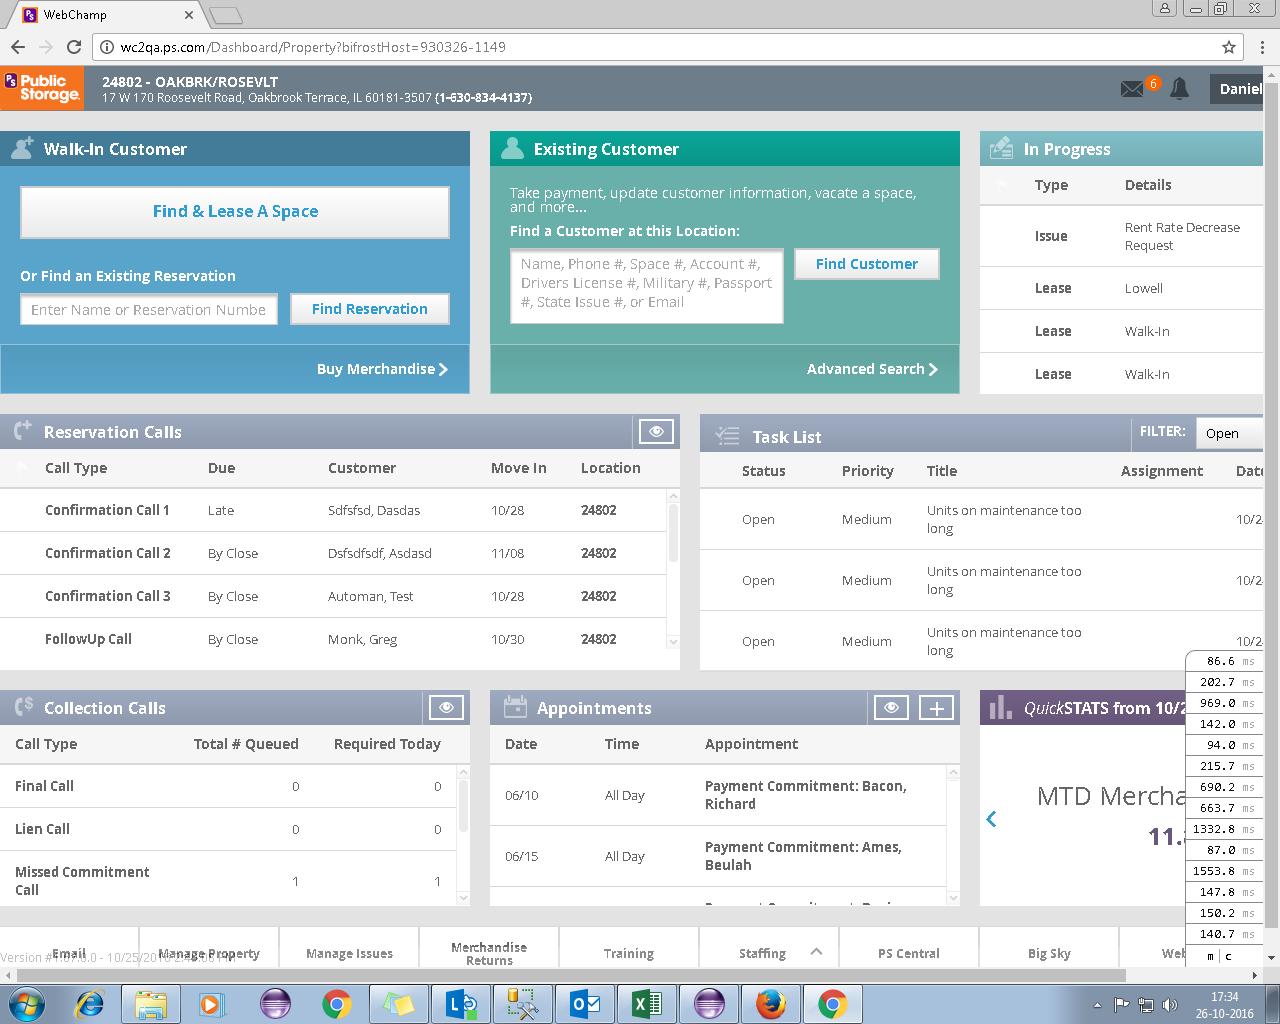 WebChamp
wc2qa.ps.com/Dashboard/Property?bifrostHost=930326-1149
Public
Storage
24802 - OAKBRK/ROSEVLT
17 W 170 Roosevelt Road, Oakbrook Terrace, IL 60181-3507 (1-630-834-4137)
6
Daniel
Walk-In Customer
Find & Lease A Space
Or Find an Existing Reservation
Enter Name or Reservation Numbe
Find Reservation
Buy Merchandise
Existing Customer
Take payment, update customer information, vacate a space,
and more...
Find a Customer at this Location:
Name, Phone #, Space #, Account #,
Drivers License #, Military #, Passport
#, State Issue #, or Email
Find Customer
Advanced Search
In Progress
Type Details
Issue Rent Rate Decrease
Request
Lease Lowell
Lease Walk-In
Lease Walk-In
Reservation Calls
Call Type Due Customer Move In Location
Confirmation Call 1 Late Sdfsfsd, Dasdas 10/28 24802
Confirmation Call 2 By Close Dsfsdfsdf, Asdasd 11/08 24802
Confirmation Call 3 By Close Automan, Test 10/28 24802
FollowUp Call By Close Monk, Greg 10/30 24802
Task List
FILTER: Open
Status Priority Title Assignment Date
Open Medium Units on maintenance too
long 10/2
Open Medium Units on maintenance too
long 10/2
Open Medium Units on maintenance too
long 10/2
Collection Calls
Call Type Total # Queued Required Today
Final Call 0 0
Lien Call 0 0
Missed Commitment
Call 1 1
Appointments
Date Time Appointment
06/10 All Day Payment Commitment: Bacon,
Richard
06/15 All Day Payment Commitment: Ames,
Beulah
QuickSTATS from 10/2
MTD Mercha
11.
86.6 ms
202.7 ms
969.0 ms
142.0 ms
94.0 ms
215.7 ms
690.2 ms
663.7 ms
1332.8 ms
87.0 ms
1553.8 ms
147.8 ms
150.2 ms
140.7 ms
m | c
Email
Manage Property
Manage Issues
Merchandise
Returns
Training
Staffing
PS Central
Big Sky
Web
17:34
26-10-2016